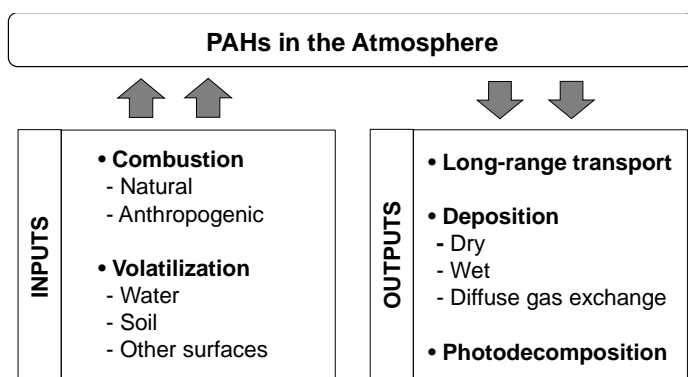 PAHs in the Atmosphere
INPUTS
• Combustion
- Natural
- Anthropogenic
• Volatilization
- Water
- Soil
- Other surfaces
OUTPUTS
• Long-range transport
• Deposition
- Dry
- Wet
- Diffuse gas exchange
• Photodecomposition